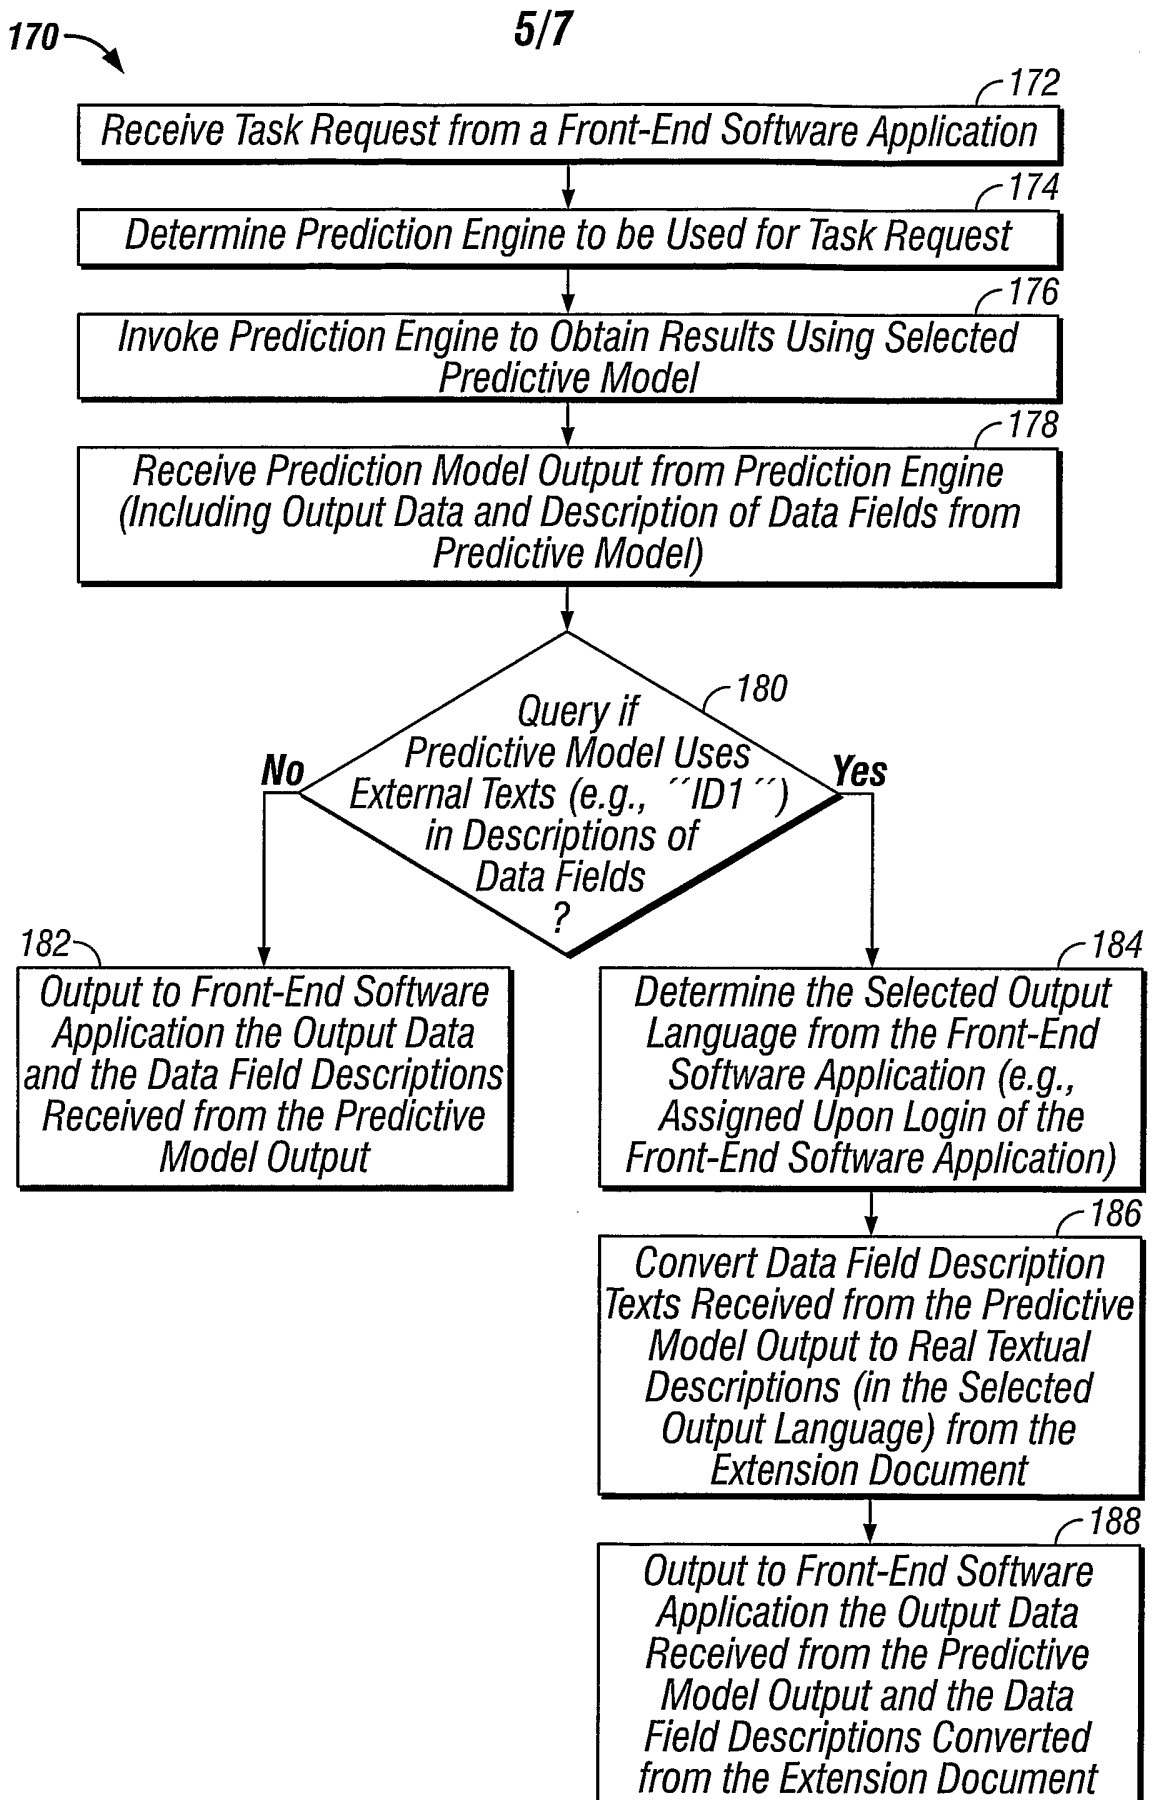 170
5/7
172
Receive Task Request from a Front-End Software Application
174
Determine Prediction Engine to be Used for Task Request
176
Invoke Prediction Engine to Obtain Results Using Selected
Predictive Model
178
Receive Prediction Model Output from Prediction Engine
(Including Output Data and Description of Data Fields from
Predictive Model)
180
Query if
Predictive Model Uses
External Texts (e.g., ´´ID1´´)
in Descriptions of
Data Fields
?
No
Yes
182
Output to Front-End Software
Application the Output Data
and the Data Field Descriptions
Received from the Predictive
Model Output
184
Determine the Selected Output
Language from the Front-End
Software Application (e.g.,
Assigned Upon Login of the
Front-End Software Application)
186
Convert Data Field Description
Texts Received from the Predictive
Model Output to Real Textual
Descriptions (in the Selected
Output Language) from the
Extension Document
188
Output to Front-End Software
Application the Output Data
Received from the Predictive
Model Output and the Data
Field Descriptions Converted
from the Extension Document